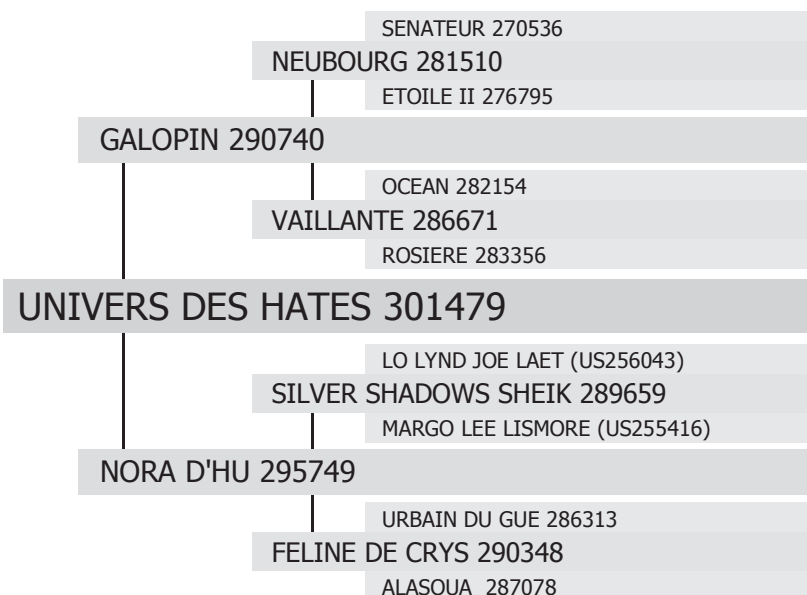 SENATEUR 270536
NEUBOURG 281510
ETOILE II 276795
GALOPIN 290740
OCEAN 282154
VAILLANTE 286671
ROSIERE 283356
UNIVERS DES HATES 301479
LO LYND JOE LAET (US256043)
SILVER SHADOWS SHEIK 289659
MARGO LEE LISMORE (US255416)
NORA D'HU 295749
URBAIN DU GUE 286313
FELINE DE CRYS 290348
ALASQUA 287078